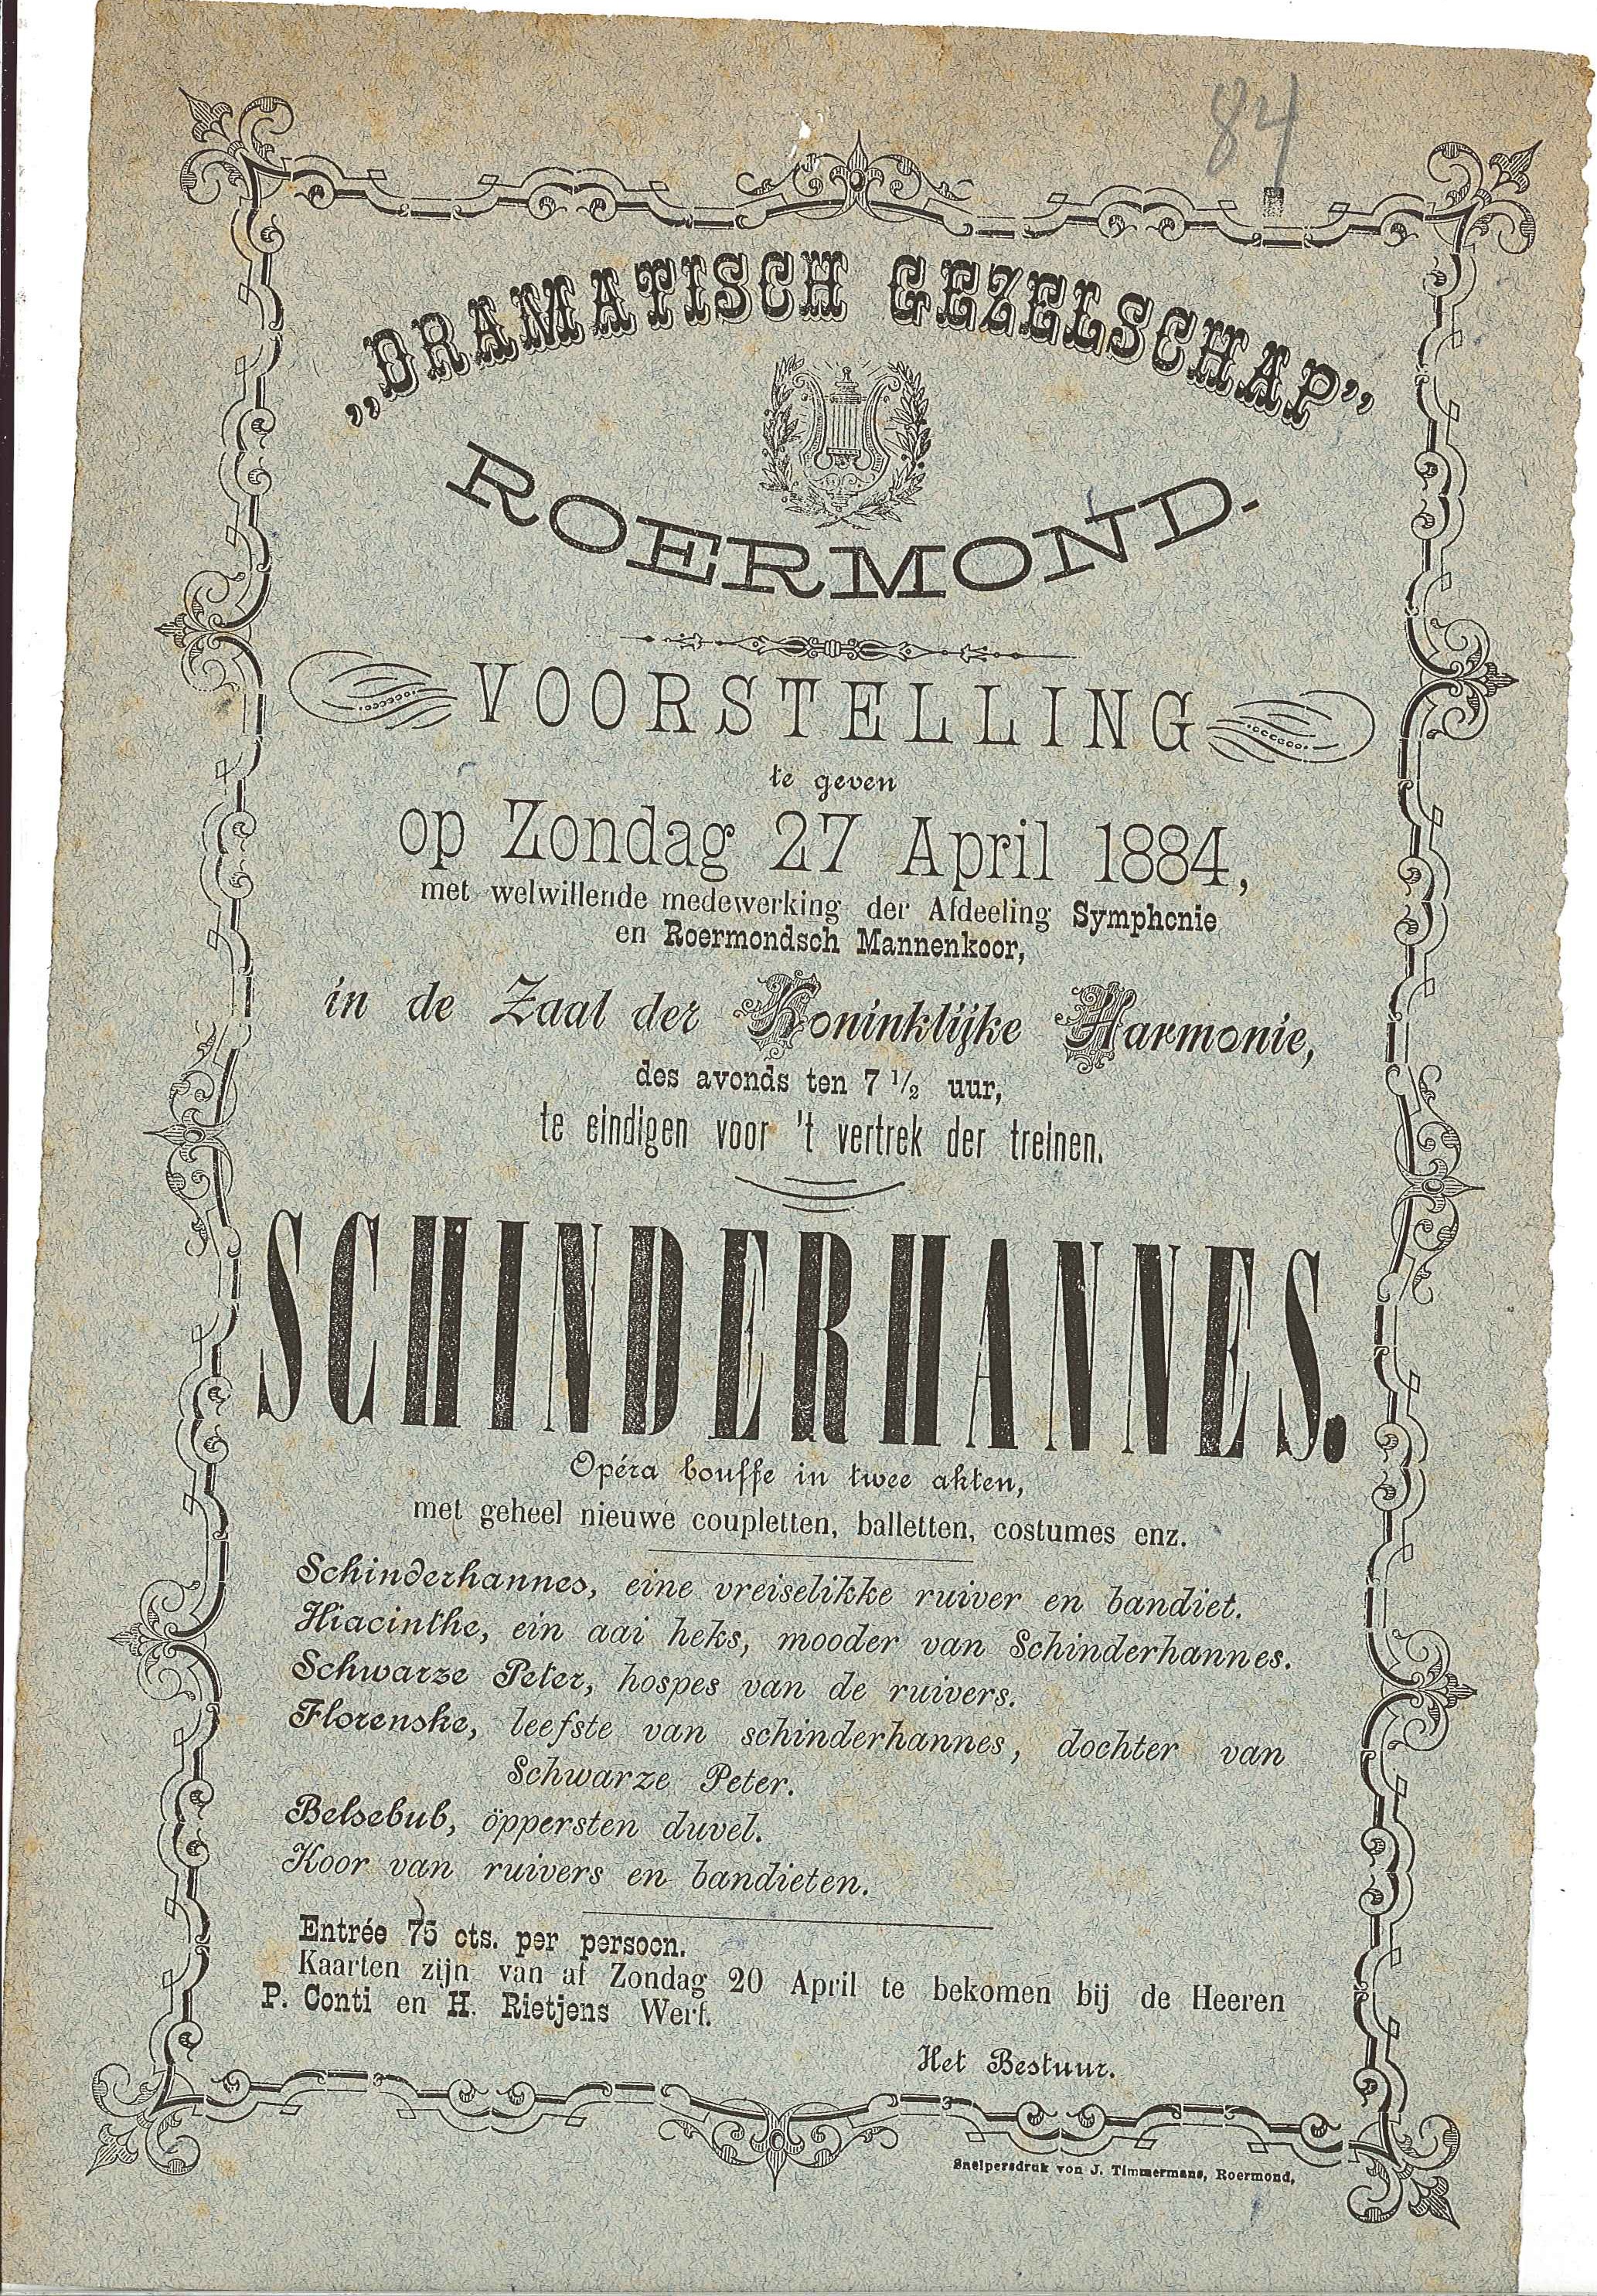 84
„DRAMATISCH GEZELSCHAP”
ROERMOND.
VOORSTELLING
te geven
op Zondag 27 April 1884,
met welwillende medewerking der Afdeeling Symphonie
en Roermondsch Mannenkoor,
in de Zaal der Koninklijke Harmonie,
des avonds ten 7 1/2 uur,
te eindigen voor 't vertrek der treinen.
SCHINDERHANNES.
Opéra bouffe in twee akten,
met geheel nieuwe coupletten, balletten, costumes enz.
Schinderhannes, eine vreiselikke ruiver en bandiet.
Hiacinthe, ein aai heks, mooder van Schinderhannes.
Schwarze Peter, hospes van de ruivers.
Florenske, leefste van schinderhannes, dochter van
Schwarze Peter.
Belsebub, öppersten duvel.
Koor van ruivers en bandieten.
Entrée 75 cts. per persoon.
Kaarten zijn van af Zondag 20 April te bekomen bij de Heeren
P. Conti en H. Rietjens Werf.
Het Bestuur.
Snelpersdruk von J. Timmermans, Roermond,